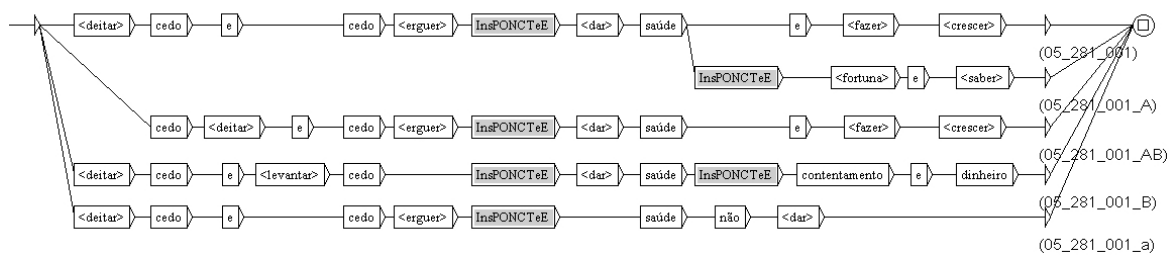 <deitar> cedo e cedo <erguer> InsPONCTeE <dar> saúde e <fazer> <crescer>
(05_281_001)
InsPONCTeE <fortuna> e <saber>
(05_281_001_A)
cedo <deitar> e cedo <erguer> InsPONCTeE <dar> saúde e <fazer> <crescer>
(05_281_001_AB)
<deitar> cedo e <levantar> cedo InsPONCTeE <dar> saúde InsPONCTeE contentamento e dinheiro
(05_281_001_B)
<deitar> cedo e cedo <erguer> InsPONCTeE saúde não <dar>
(05_281_001_a)